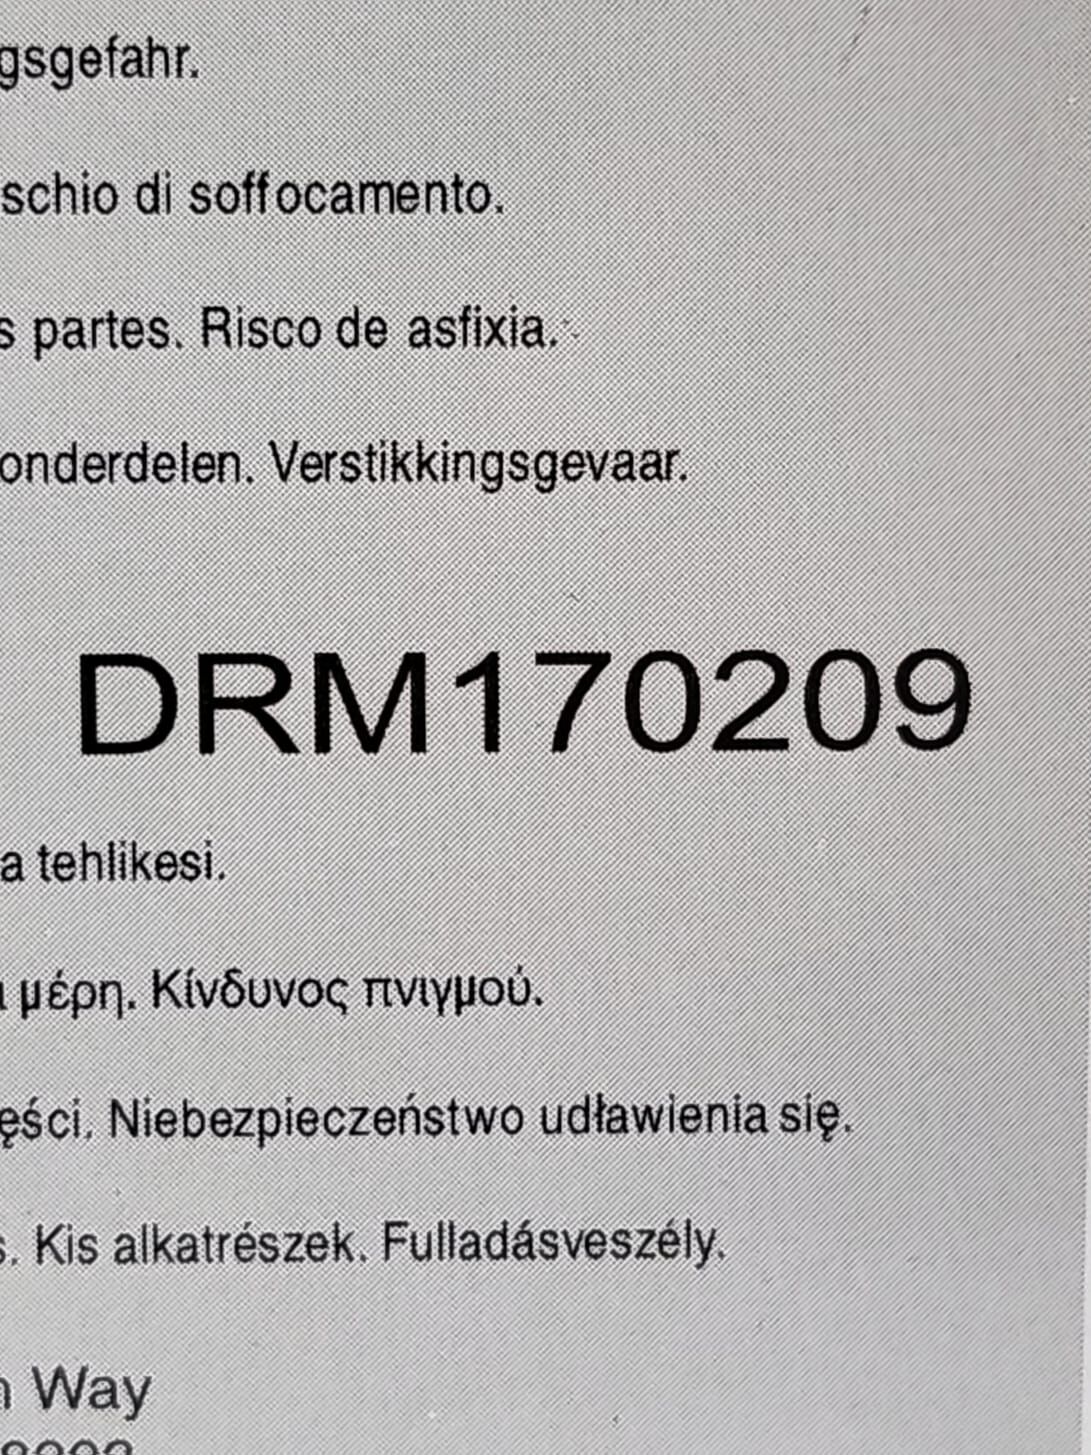 gsgefahr.
schio di soffocamento.
s partes. Risco de asfixia.
onderdelen. Verstikkingsgevaar.
DRM170209
a tehlikesi.
μέρη. Κίνδυνος πνιγμού.
ęści. Niebezpieczeństwo udławienia się.
s. Kis alkatrészek. Fulladásveszély.
n Way